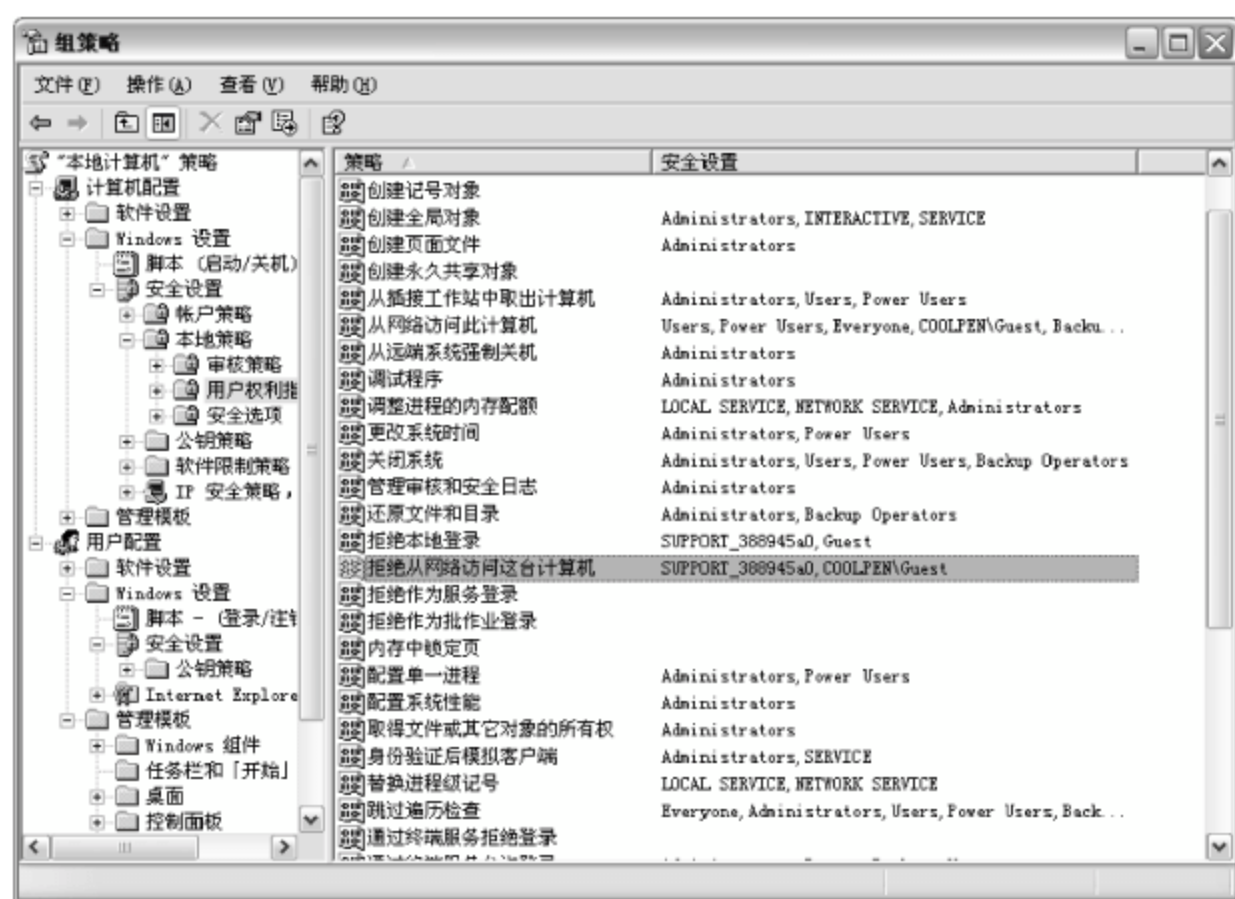 组策略
文件(F) 操作(A) 查看(V) 帮助(H)
“本地计算机” 策略
计算机配置
软件设置
Windows 设置
脚本 (启动/关机)
安全设置
帐户策略
本地策略
审核策略
用户权利指
安全选项
公钥策略
软件限制策略
IP 安全策略,
管理模板
用户配置
软件设置
Windows 设置
脚本 - (登录/注销
安全设置
公钥策略
Internet Explore
管理模板
Windows 组件
任务栏和「开始」
桌面
控制面板
策略 安全设置
创建记号对象
创建全局对象 Administrators, INTERACTIVE, SERVICE
创建页面文件 Administrators
创建永久共享对象
从插接工作站中取出计算机 Administrators, Users, Power Users
从网络访问此计算机 Users, Power Users, Everyone, COOLPEN\Guest, Backu...
从远端系统强制关机 Administrators
调试程序 Administrators
调整进程的内存配额 LOCAL SERVICE, NETWORK SERVICE, Administrators
更改系统时间 Administrators, Power Users
关闭系统 Administrators, Users, Power Users, Backup Operators
管理审核和安全日志 Administrators
还原文件和目录 Administrators, Backup Operators
拒绝本地登录 SUPPORT_388945a0, Guest
拒绝从网络访问这台计算机 SUPPORT_388945a0, COOLPEN\Guest
拒绝作为服务登录
拒绝作为批作业登录
内存中锁定页
配置单一进程 Administrators, Power Users
配置系统性能 Administrators
取得文件或其它对象的所有权 Administrators
身份验证后模拟客户端 Administrators, SERVICE
替换进程级记号 LOCAL SERVICE, NETWORK SERVICE
跳过遍历检查 Everyone, Administrators, Users, Power Users, Back...
通过终端服务拒绝登录